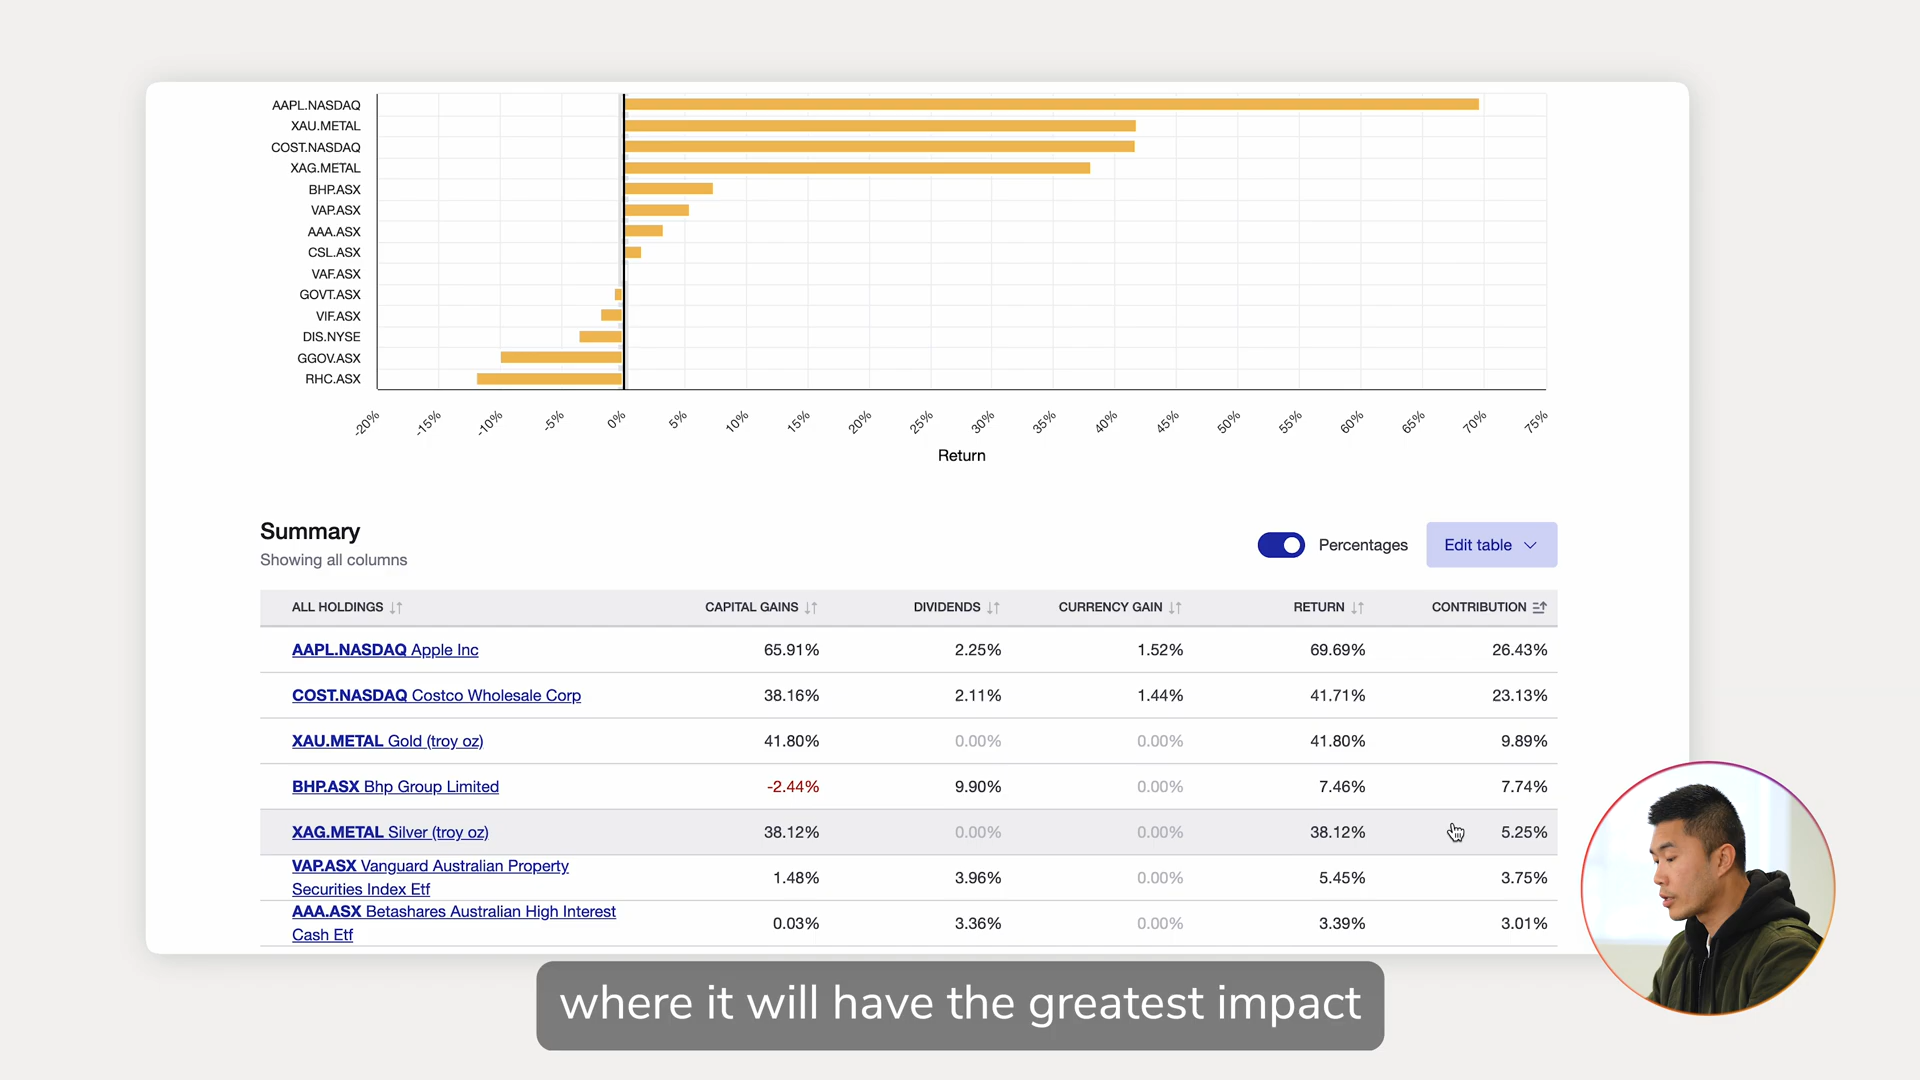 AAPL.NASDAQ
XAU.METAL
COST.NASDAQ
XAG.METAL
BHP.ASX
VAP.ASX
AAA.ASX
CSL.ASX
VAF.ASX
GOVT.ASX
VIF.ASX
DIS.NYSE
GGOV.ASX
RHC.ASX
-20% -15% -10% -5% 0% 5% 10% 15% 20% 25% 30% 35% 40% 45% 50% 55% 60% 65% 70% 75%
Return
Summary
Showing all columns
Percentages
Edit table
ALL HOLDINGS CAPITAL GAINS DIVIDENDS CURRENCY GAIN RETURN CONTRIBUTION
AAPL.NASDAQ Apple Inc 65.91% 2.25% 1.52% 69.69% 26.43%
COST.NASDAQ Costco Wholesale Corp 38.16% 2.11% 1.44% 41.71% 23.13%
XAU.METAL Gold (troy oz) 41.80% 0.00% 0.00% 41.80% 9.89%
BHP.ASX Bhp Group Limited -2.44% 9.90% 0.00% 7.46% 7.74%
XAG.METAL Silver (troy oz) 38.12% 0.00% 0.00% 38.12% 5.25%
VAP.ASX Vanguard Australian Property
Securities Index Etf 1.48% 3.96% 0.00% 5.45% 3.75%
AAA.ASX Betashares Australian High Interest
Cash Etf 0.03% 3.36% 0.00% 3.39% 3.01%
where it will have the greatest impact